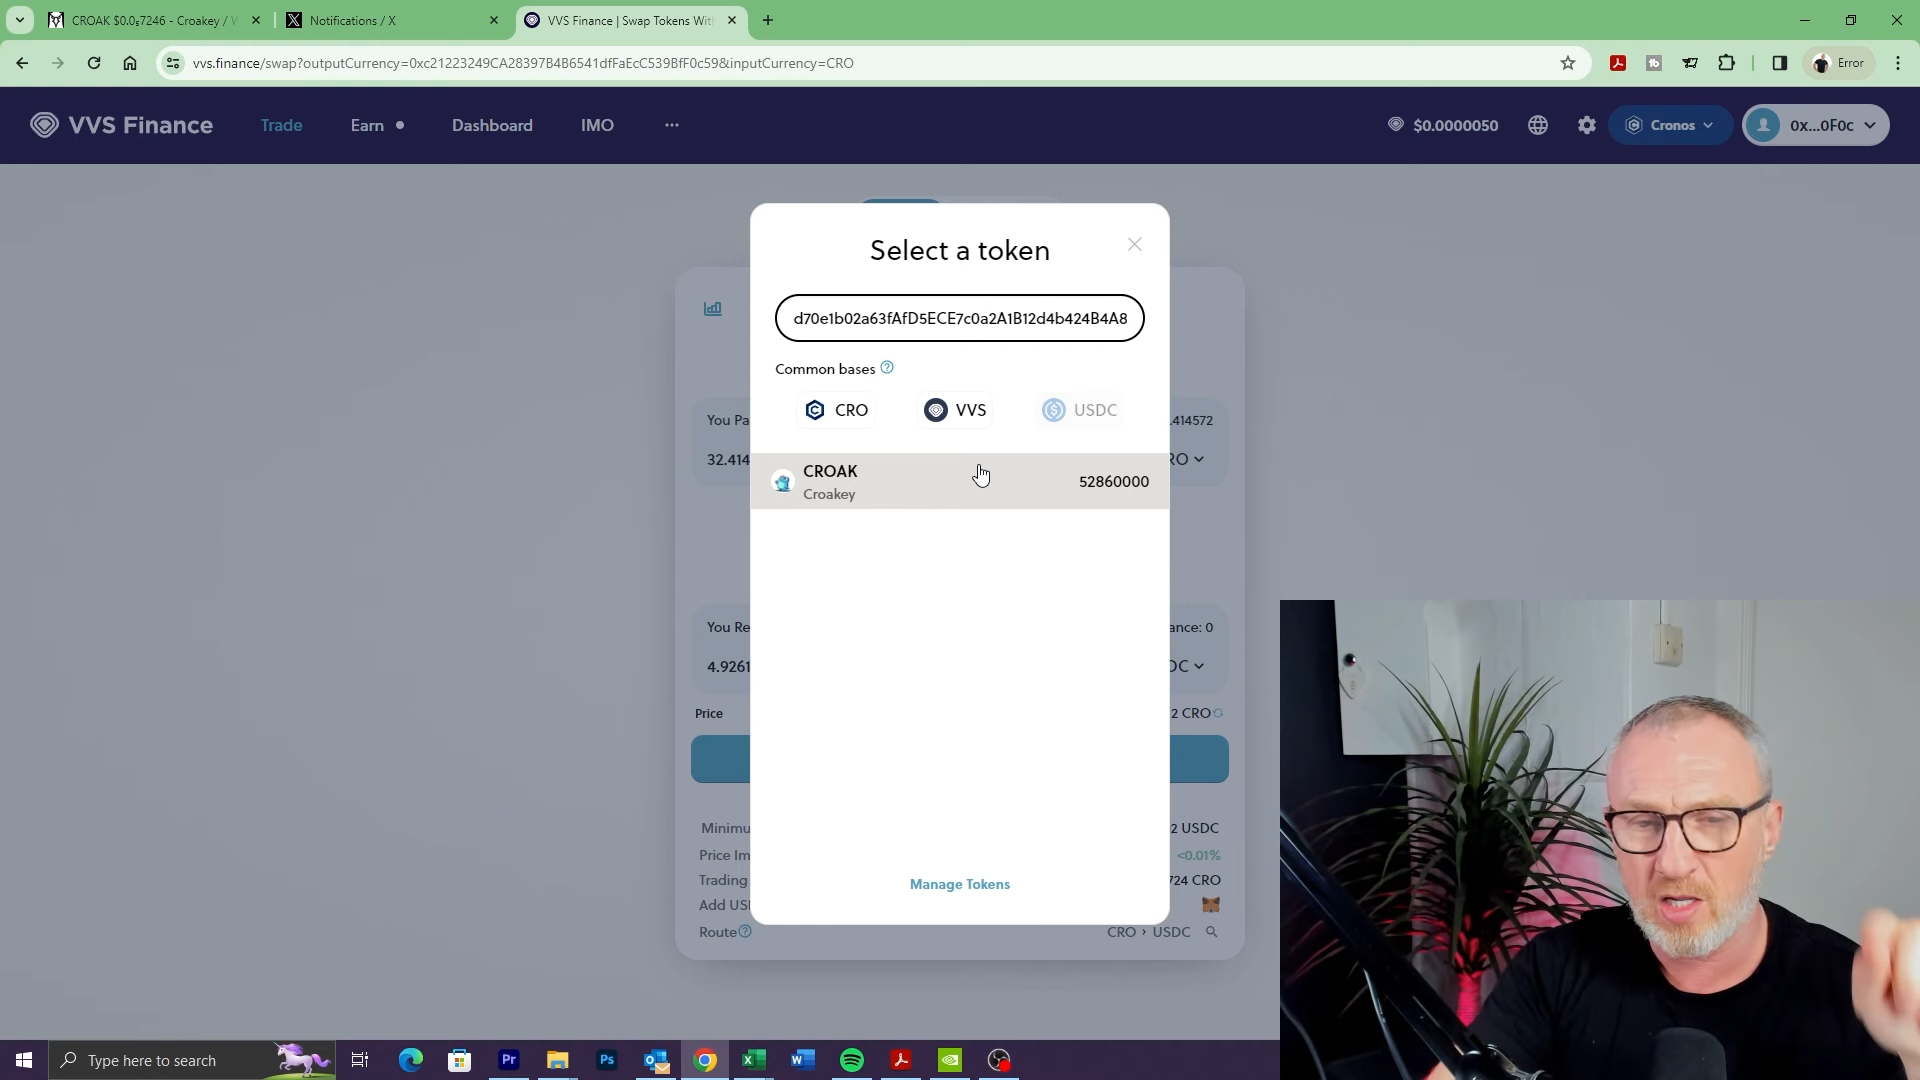 CROAK $0.0₅7246 - Croakey / W
Notifications / X
VVS Finance | Swap Tokens Wit
vvs.finance/swap?outputCurrency=0xc21223249CA28397B4B6541dfFaEcC539BfF0c59&inputCurrency=CRO
Error
VVS Finance
Trade
Earn
Dashboard
IMO
$0.0000050
Cronos
0x...0F0c
Select a token
d70e1b02a63fAfD5ECE7c0a2A1B12d4b424B4A8
Common bases
CRO
VVS
USDC
You Pa
.414572
32.414
RO
CROAK
Croakey
52860000
You Re
ance: 0
4.9261
DC
Price
2 CRO
Minimu
2 USDC
Price Im
<0.01%
Trading
724 CRO
Add US
Manage Tokens
Route
CRO › USDC
Type here to search